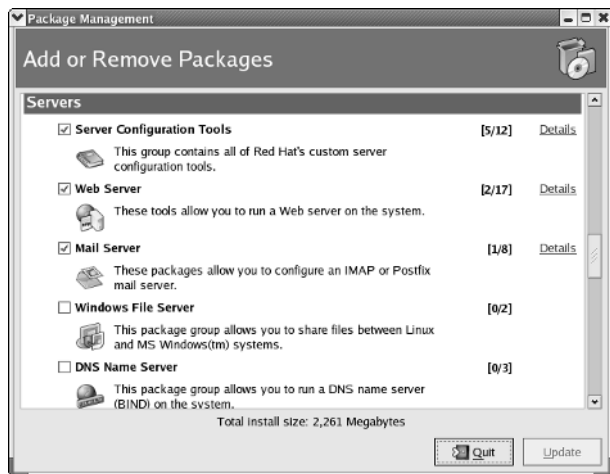 Package Management
Add or Remove Packages
Servers
Server Configuration Tools [5/12] Details
This group contains all of Red Hat's custom server
configuration tools.
Web Server [2/17] Details
These tools allow you to run a Web server on the system.
Mail Server [1/8] Details
These packages allow you to configure an IMAP or Postfix
mail server.
Windows File Server [0/2]
This package group allows you to share files between Linux
and MS Windows(tm) systems.
DNS Name Server [0/3]
This package group allows you to run a DNS name server
(BIND) on the system.
Total install size: 2,261 Megabytes
Quit Update